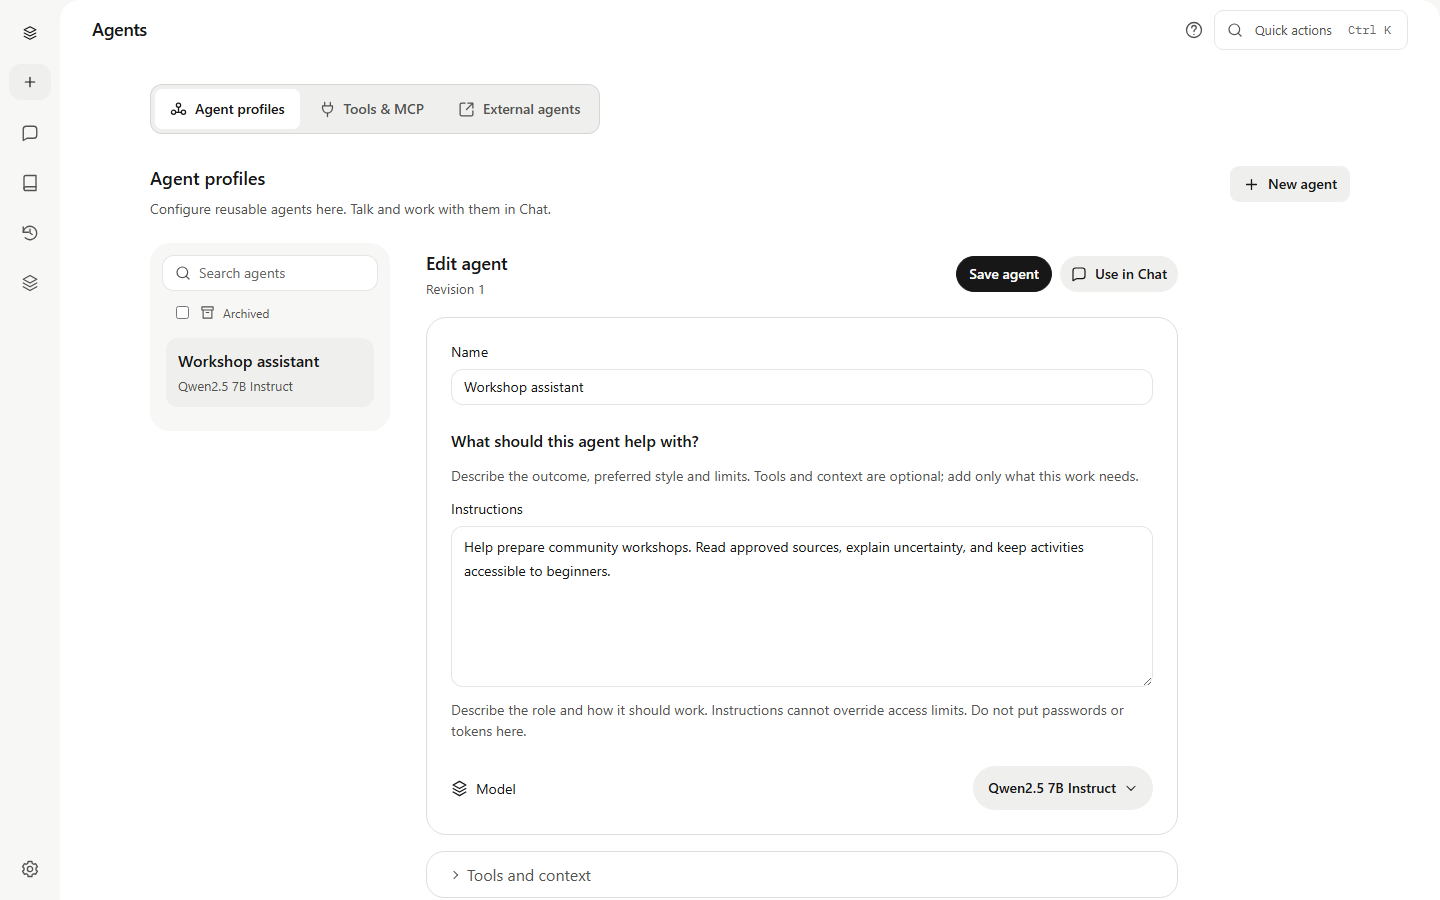 Agents
Quick actions Ctrl K
Agent profiles
Tools & MCP
External agents
Agent profiles
Configure reusable agents here. Talk and work with them in Chat.
New agent
Search agents
Archived
Workshop assistant
Qwen2.5 7B Instruct
Edit agent
Revision 1
Save agent
Use in Chat
Name
Workshop assistant
What should this agent help with?
Describe the outcome, preferred style and limits. Tools and context are optional; add only what this work needs.
Instructions
Help prepare community workshops. Read approved sources, explain uncertainty, and keep activities
accessible to beginners.
Describe the role and how it should work. Instructions cannot override access limits. Do not put passwords or
tokens here.
Model
Qwen2.5 7B Instruct
Tools and context